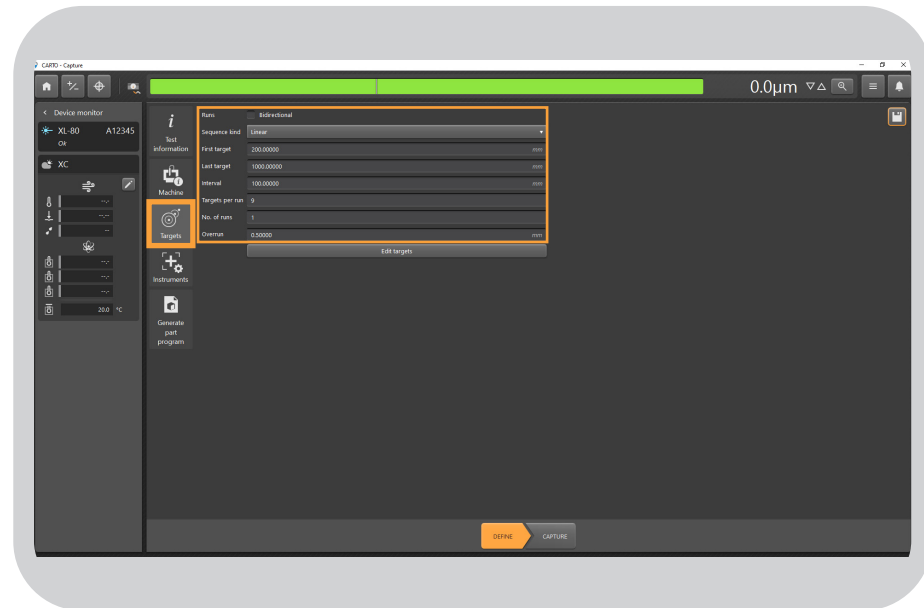 CARTO - Capture
0.0µm
Device monitor
XL-80 A12345
Ok
XC
--.-
--.--
--
--.-
--.-
--.-
20.0 °C
i
Test
information
Machine
Targets
Instruments
Generate
part
program
Runs Bidirectional
Sequence kind Linear
First target 200.00000 mm
Last target 1000.00000 mm
Interval 100.00000 mm
Targets per run 9
No. of runs 1
Overrun 0.50000 mm
Edit targets
DEFINE CAPTURE